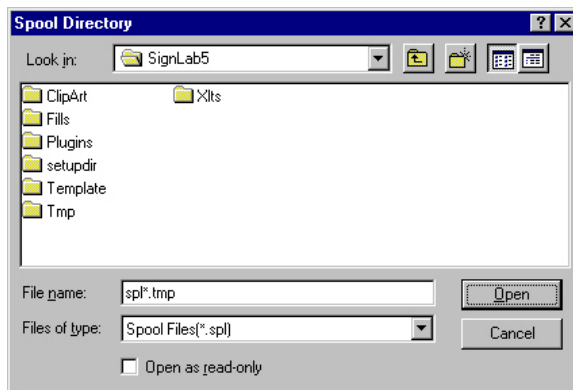 Spool Directory
Look in: SignLab5
ClipArt Xlts
Fills
Plugins
setupdir
Template
Tmp
File name: spl*.tmp Open
Files of type: Spool Files(*.spl) Cancel
Open as read-only